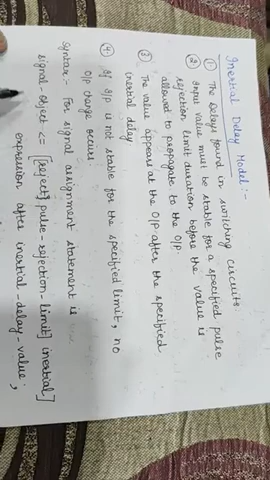 Inertial Delay Model:-
① The Delays found in switching circuits
② Input value must be stable for a specified pulse
rejection limit duration before the value is
allowed to propagate to the O/P
③ The value appears at the O/P after the specified
inertial delay
④ If I/P is not stable for the specified limit, no
O/P change occurs
Syntax:- For signal assignment statement is
signal-object <= [[reject] pulse-rejection-limit] inertial]
expression after inertial-delay-value;